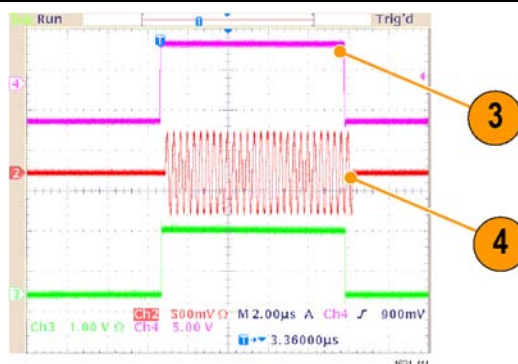 Run
Trig'd
T
T
4
3
2
4
3
Ch2 500mV Ω M 2.00µs A Ch4 ∫ 900mV
Ch3 1.00 V Ω Ch4 5.00 V
T 3.36000µs